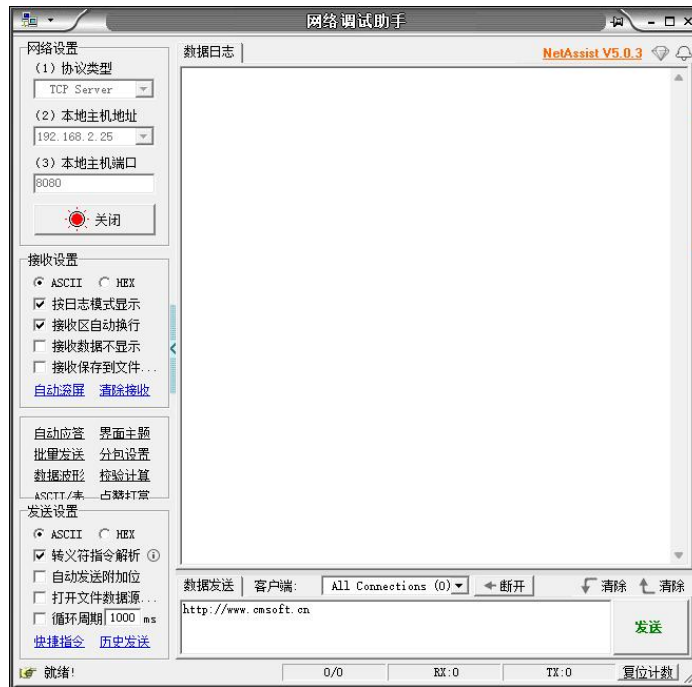 网络调试助手
网络设置
(1) 协议类型
TCP Server
(2) 本地主机地址
192.168.2.25
(3) 本地主机端口
8080
关闭
接收设置
ASCII HEX
按日志模式显示
接收区自动换行
接收数据不显示
接收保存到文件...
自动滚屏 清除接收
自动应答 界面主题
批量发送 分包设置
数据波形 校验计算
ASCII/表 点赞打赏
发送设置
ASCII HEX
转义符指令解析
自动发送附加位
打开文件数据源...
循环周期 1000 ms
快捷指令 历史发送
数据日志 NetAssist V5.0.3
数据发送 客户端: All Connections (0) 断开 清除 清除
http://www.cmsoft.cn
发送
就绪! 0/0 RX:0 TX:0 复位计数